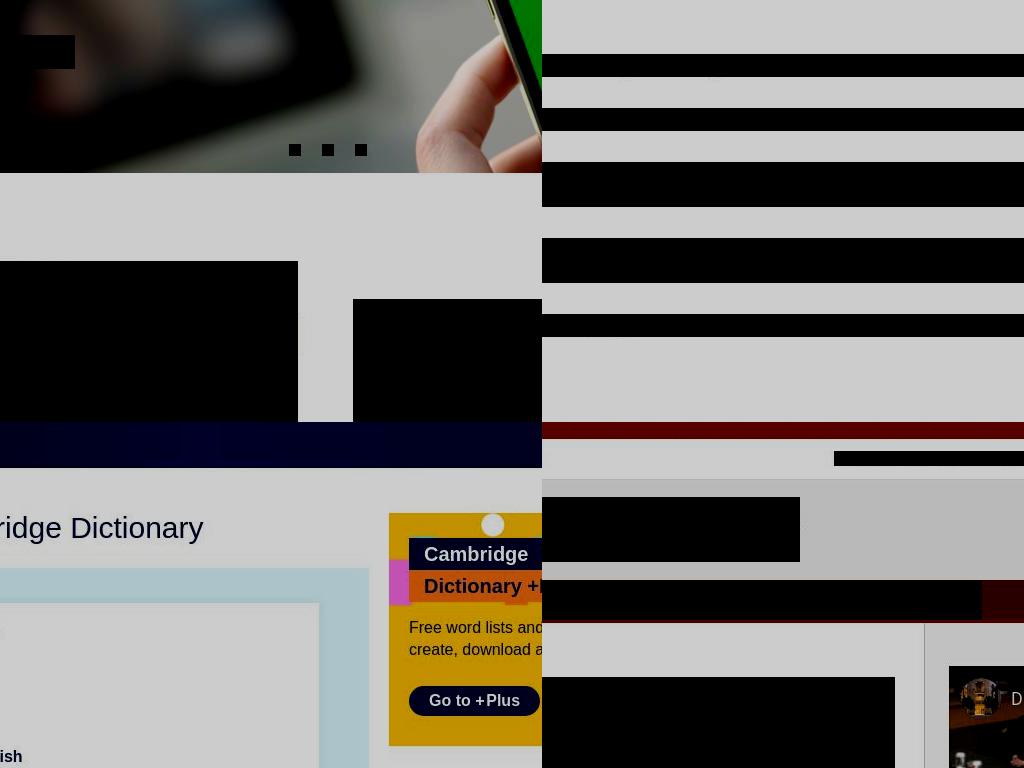 ridge Dictionary
Cambridge
Dictionary +
Free word lists and
create, download a
Go to +Plus
ish
D